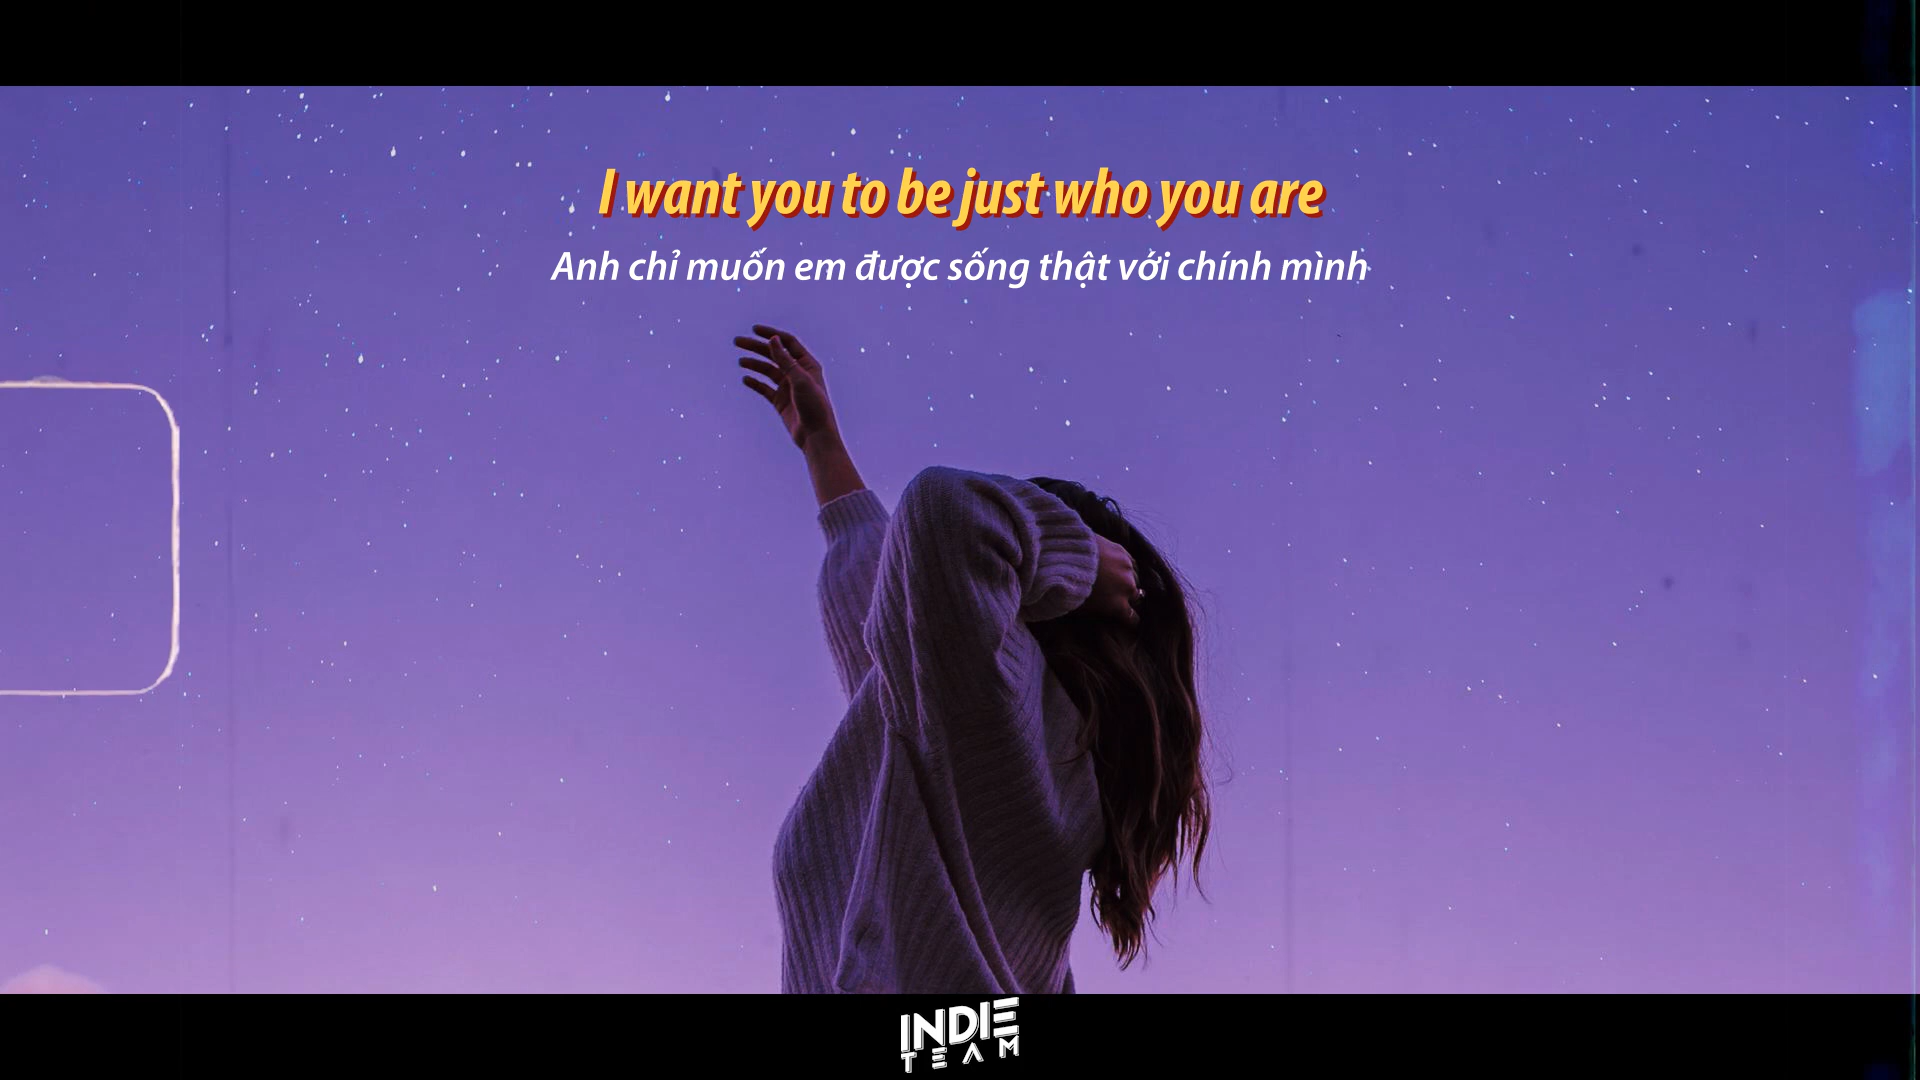 I want you to be just who you are
Anh chỉ muốn em được sống thật với chính mình
INDIE
TEAM